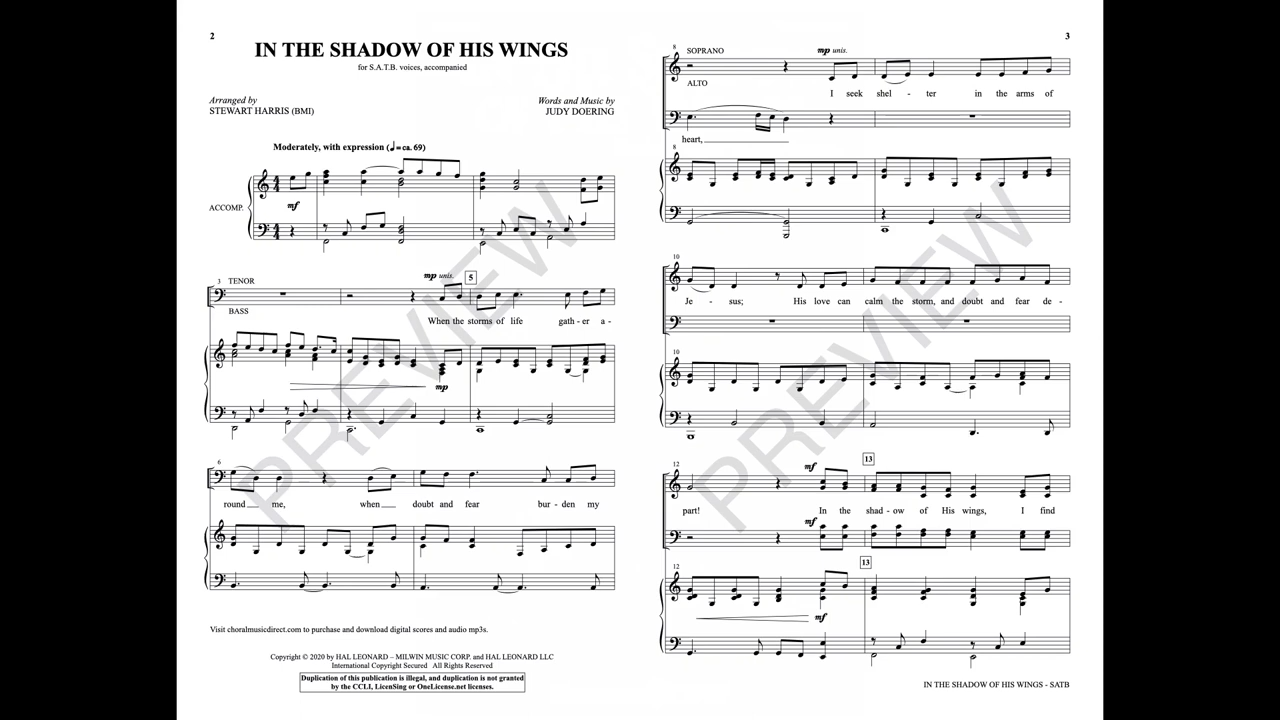 2
IN THE SHADOW OF HIS WINGS
for S.A.T.B. voices, accompanied
Arranged by
STEWART HARRIS (BMI)
Words and Music by
JUDY DOERING
Moderately, with expression (♩= ca. 69)
ACCOMP.
mf
3 TENOR
mp unis. 5
BASS
When the storms of life gath - er a -
mp
6
round me, when doubt and fear bur - den my
Visit choralmusicdirect.com to purchase and download digital scores and audio mp3s.
Copyright © 2020 by HAL LEONARD – MILWIN MUSIC CORP. and HAL LEONARD LLC
International Copyright Secured All Rights Reserved
Duplication of this publication is illegal, and duplication is not granted
by the CCLI, LicenSing or OneLicense.net licenses.
PREVIEW
3
8 SOPRANO mp unis.
ALTO
I seek shel - ter in the arms of
heart,
8
10
Je - sus; His love can calm the storm, and doubt and fear de -
10
12 mf 13
part! In the shad - ow of His wings, I find
mf
12 13
mf
IN THE SHADOW OF HIS WINGS - SATB
PREVIEW